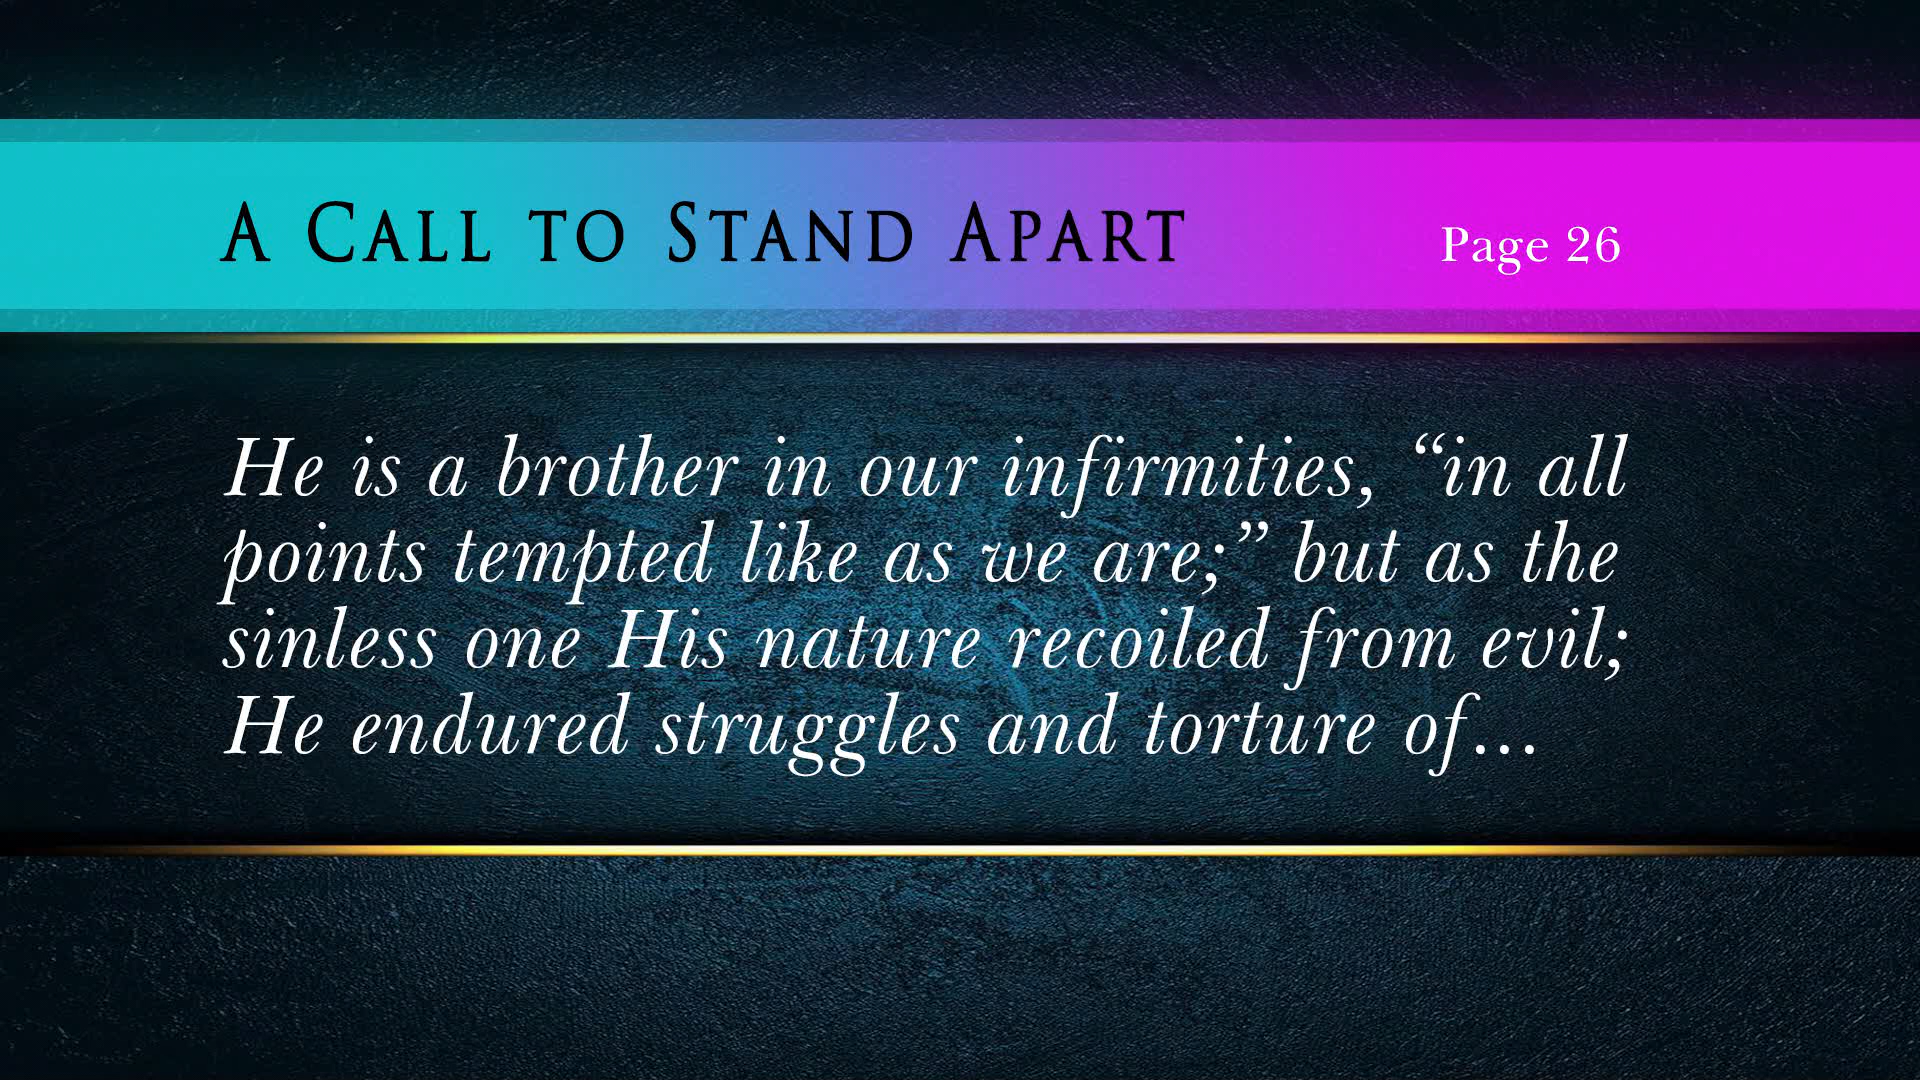 A Call to Stand Apart Page 26
He is a brother in our infirmities, “in all
points tempted like as we are;” but as the
sinless one His nature recoiled from evil;
He endured struggles and torture of...